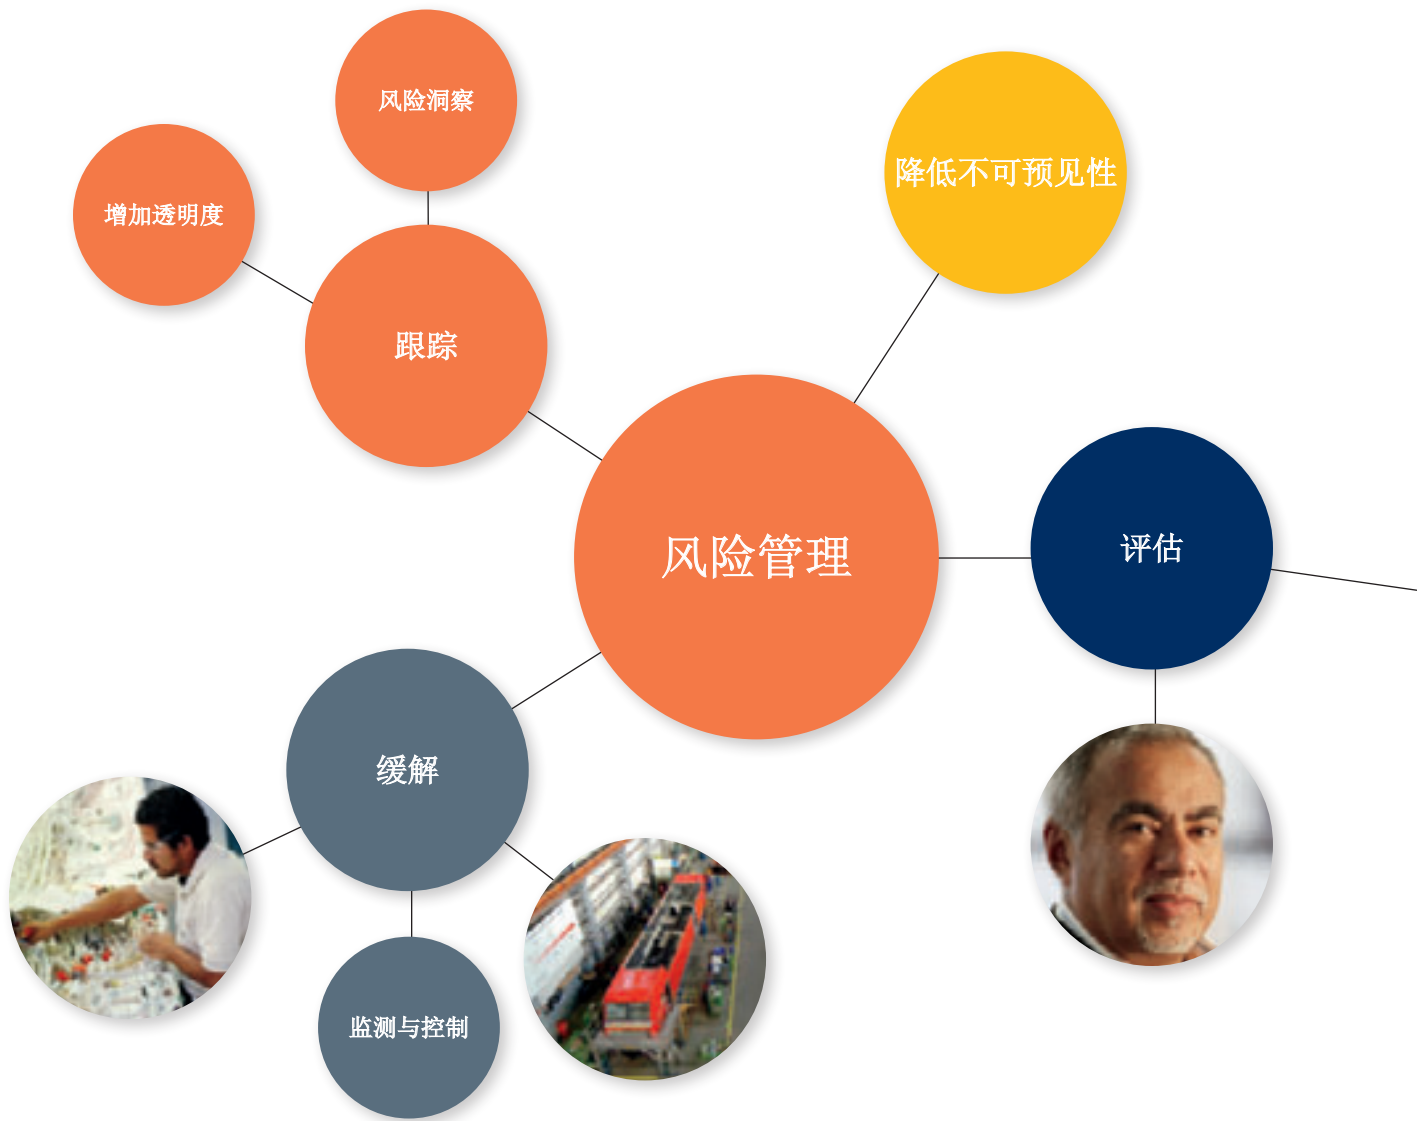 风险洞察
降低不可预见性
增加透明度
跟踪
风险管理
评估
缓解
监测与控制